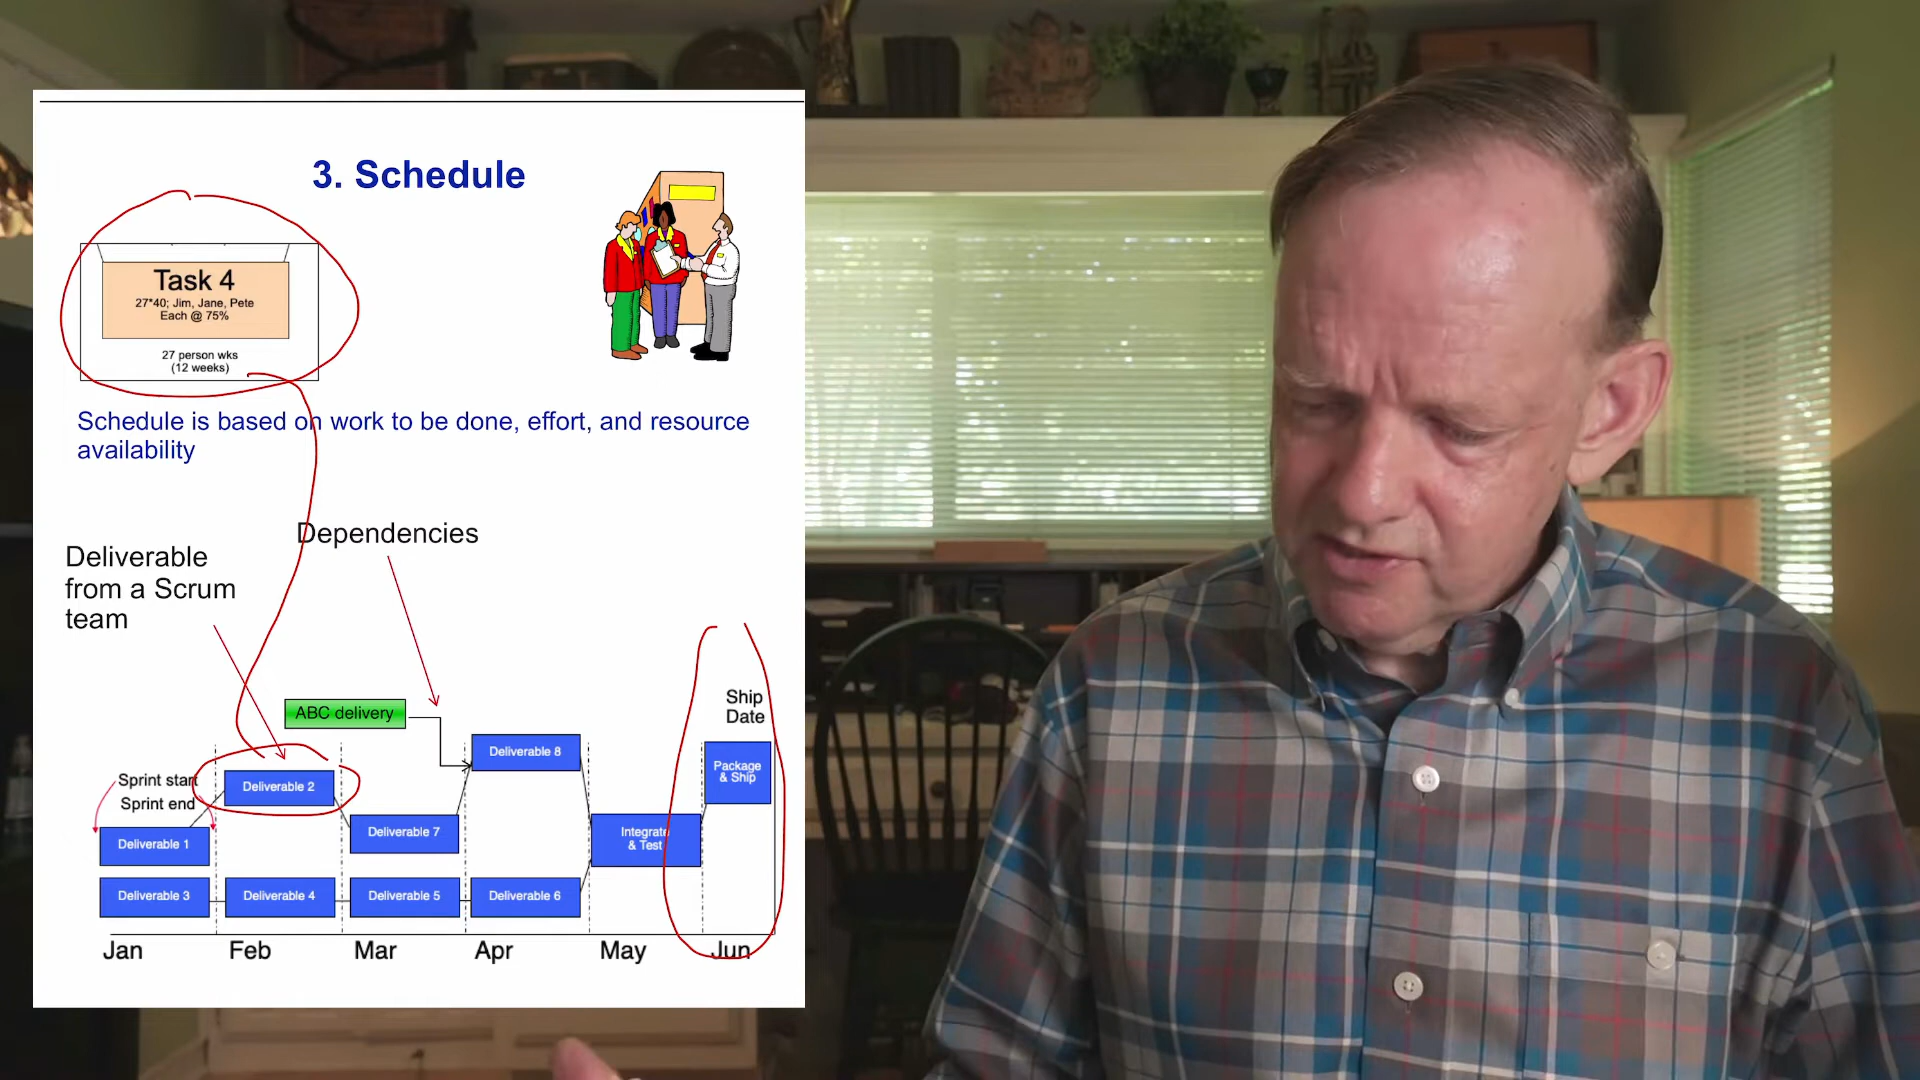 3. Schedule
Task 4
27*40; Jim, Jane, Pete
Each @ 75%
27 person wks
(12 weeks)
Schedule is based on work to be done, effort, and resource
availability
Dependencies
Deliverable
from a Scrum
team
Ship
Date
ABC delivery
Deliverable 8
Package
& Ship
Sprint start
Sprint end
Deliverable 2
Deliverable 7
Integrate
& Test
Deliverable 1
Deliverable 3
Deliverable 4
Deliverable 5
Deliverable 6
Jan
Feb
Mar
Apr
May
Jun